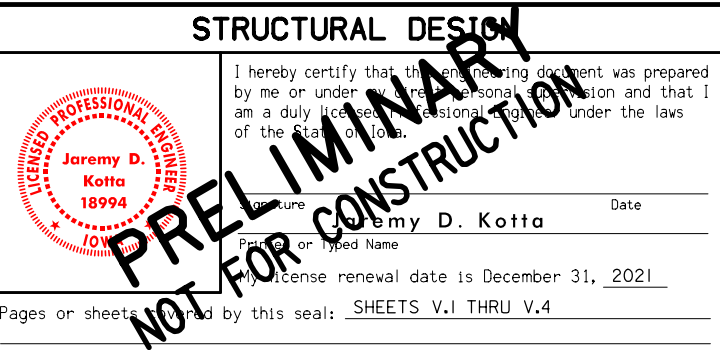 STRUCTURAL DESIGN
I hereby certify that this engineering document was prepared
by me or under my direct personal supervision and that I
am a duly licensed Professional Engineer under the laws
of the State of Iowa.
LICENSED PROFESSIONAL ENGINEER
Jaremy D.
Kotta
18994
IOWA
Signature Date
Jaremy D. Kotta
Printed or Typed Name
My license renewal date is December 31, 2021
Pages or sheets covered by this seal: SHEETS V.1 THRU V.4
PRELIMINARY
NOT FOR CONSTRUCTION